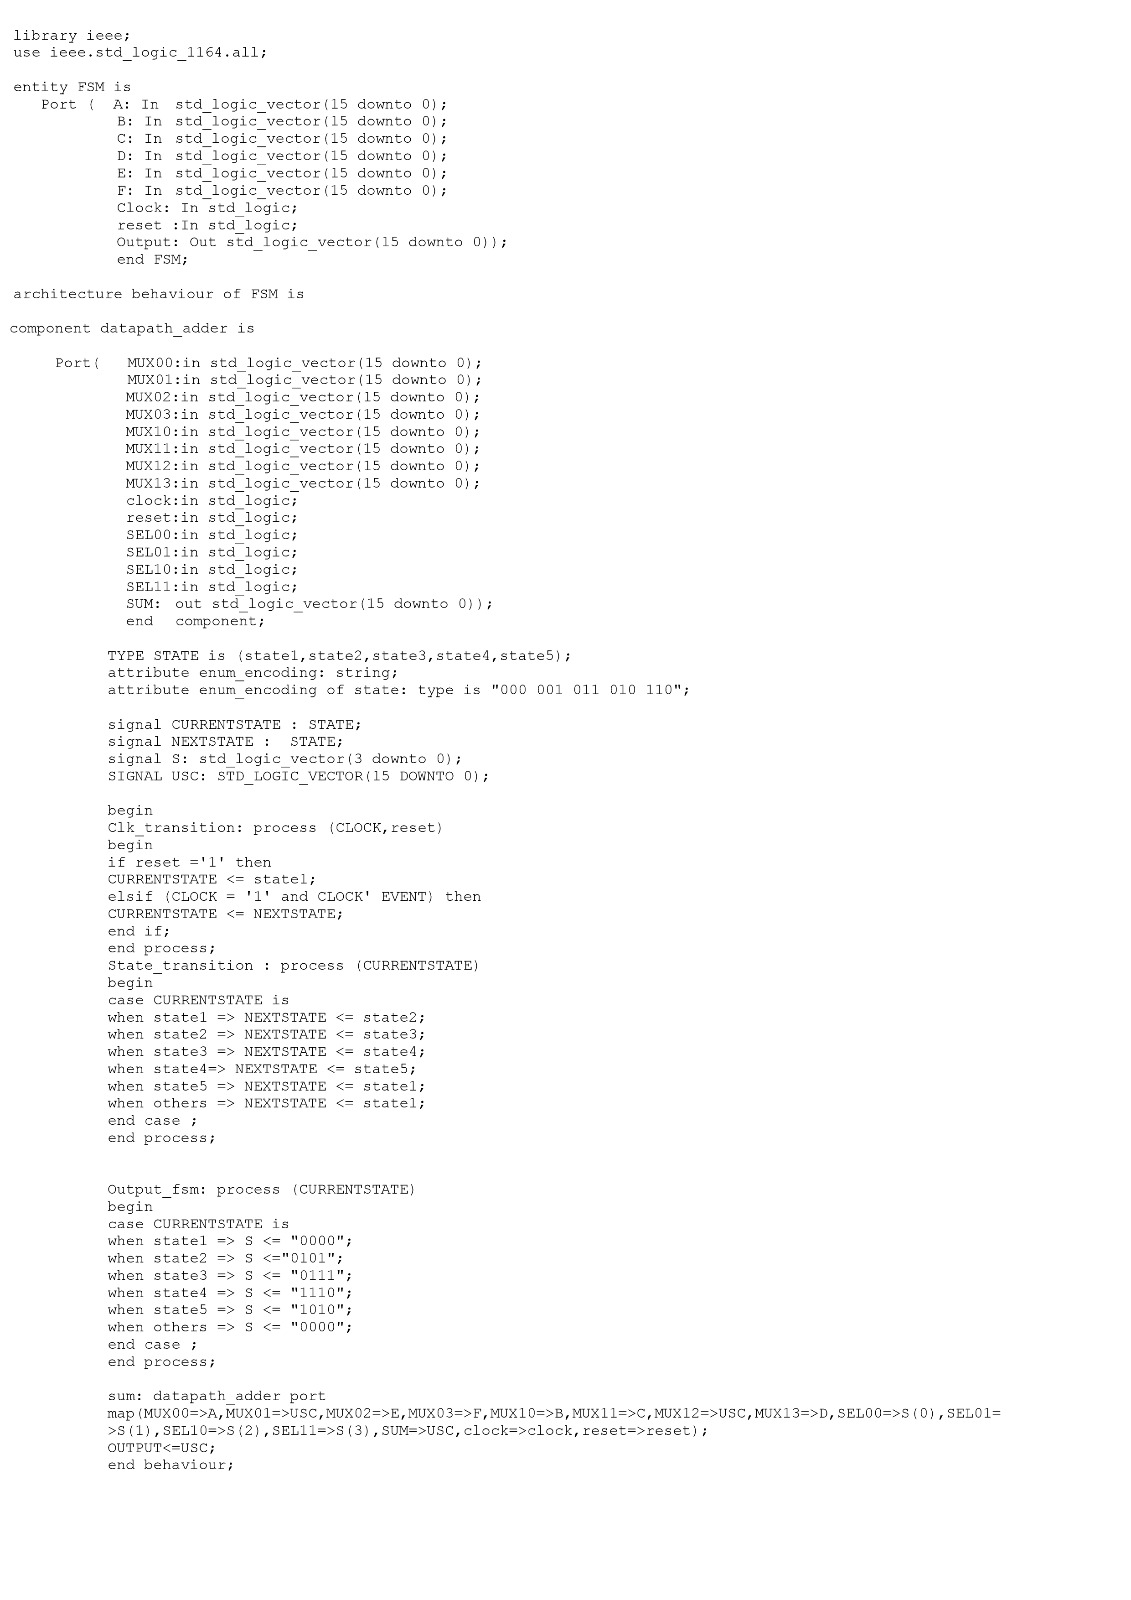 library ieee;
use ieee.std_logic_1164.all;
entity FSM is
Port ( A: In std_logic_vector(15 downto 0);
B: In std_logic_vector(15 downto 0);
C: In std_logic_vector(15 downto 0);
D: In std_logic_vector(15 downto 0);
E: In std_logic_vector(15 downto 0);
F: In std_logic_vector(15 downto 0);
Clock: In std_logic;
reset :In std_logic;
Output: Out std_logic_vector(15 downto 0));
end FSM;
architecture behaviour of FSM is
component datapath_adder is
Port( MUX00:in std_logic_vector(15 downto 0);
MUX01:in std_logic_vector(15 downto 0);
MUX02:in std_logic_vector(15 downto 0);
MUX03:in std_logic_vector(15 downto 0);
MUX10:in std_logic_vector(15 downto 0);
MUX11:in std_logic_vector(15 downto 0);
MUX12:in std_logic_vector(15 downto 0);
MUX13:in std_logic_vector(15 downto 0);
clock:in std_logic;
reset:in std_logic;
SEL00:in std_logic;
SEL01:in std_logic;
SEL10:in std_logic;
SEL11:in std_logic;
SUM: out std_logic_vector(15 downto 0));
end component;
TYPE STATE is (state1,state2,state3,state4,state5);
attribute enum_encoding: string;
attribute enum_encoding of state: type is "000 001 011 010 110";
signal CURRENTSTATE : STATE;
signal NEXTSTATE : STATE;
signal S: std_logic_vector(3 downto 0);
SIGNAL USC: STD_LOGIC_VECTOR(15 DOWNTO 0);
begin
Clk_transition: process (CLOCK,reset)
begin
if reset ='1' then
CURRENTSTATE <= state1;
elsif (CLOCK = '1' and CLOCK' EVENT) then
CURRENTSTATE <= NEXTSTATE;
end if;
end process;
State_transition : process (CURRENTSTATE)
begin
case CURRENTSTATE is
when state1 => NEXTSTATE <= state2;
when state2 => NEXTSTATE <= state3;
when state3 => NEXTSTATE <= state4;
when state4=> NEXTSTATE <= state5;
when state5 => NEXTSTATE <= state1;
when others => NEXTSTATE <= state1;
end case ;
end process;
Output_fsm: process (CURRENTSTATE)
begin
case CURRENTSTATE is
when state1 => S <= "0000";
when state2 => S <="0101";
when state3 => S <= "0111";
when state4 => S <= "1110";
when state5 => S <= "1010";
when others => S <= "0000";
end case ;
end process;
sum: datapath_adder port
map(MUX00=>A,MUX01=>USC,MUX02=>E,MUX03=>F,MUX10=>B,MUX11=>C,MUX12=>USC,MUX13=>D,SEL00=>S(0),SEL01=
>S(1),SEL10=>S(2),SEL11=>S(3),SUM=>USC,clock=>clock,reset=>reset);
OUTPUT<=USC;
end behaviour;